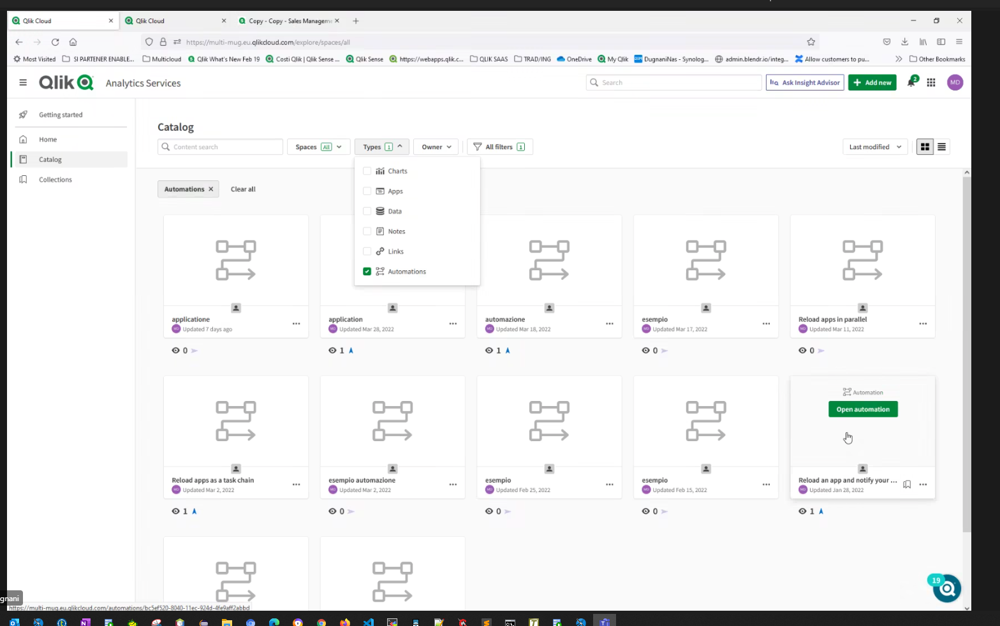 Qlik Cloud
Qlik Cloud
Copy - Copy - Sales Manageme
https://multi-mug.eu.qlikcloud.com/explore/spaces/all
Most Visited
SI PARTENER ENABLE...
Multicloud
Qlik What's New Feb 19
Costi Qlik | Qlik Sense ...
Qlik Sense
https://webapps.qlik.c...
QLIK SAAS
TRAD/ING
OneDrive
My Qlik
DugnaniNas - Synolog...
admin.blendr.io/integ...
Allow customers to pu...
Other Bookmarks
Qlik
Analytics Services
Search
Ask Insight Advisor
Add new
2
MD
Getting started
Home
Catalog
Collections
Catalog
Content search
Spaces All
Types 1
Owner
All filters 1
Last modified
Charts
Apps
Data
Notes
Links
Automations
Automations
Clear all
applicatione
MD Updated 7 days ago
0
application
MD Updated Mar 28, 2022
1
automazione
MD Updated Mar 18, 2022
1
esempio
MD Updated Mar 17, 2022
0
Reload apps in parallel
MD Updated Mar 11, 2022
0
Reload apps as a task chain
MD Updated Mar 2, 2022
1
esempio automazione
MD Updated Mar 2, 2022
0
esempio
MD Updated Feb 25, 2022
0
esempio
MD Updated Feb 15, 2022
0
Automation
Open automation
Reload an app and notify your ...
MD Updated Jan 28, 2022
1
19
gnani
https://multi-mug.eu.qlikcloud.com/automations/bc5ef520-8040-11ec-924d-4fe9aff2abbd